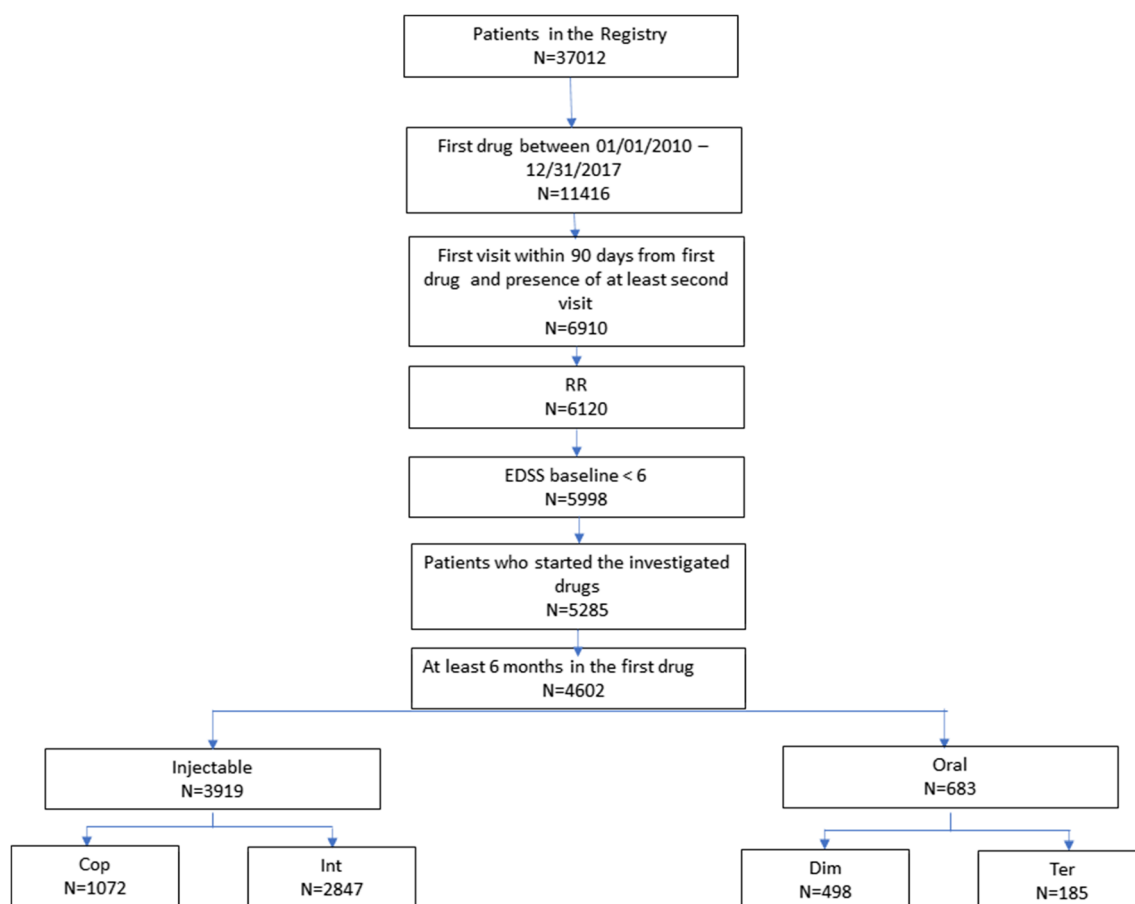 Patients in the Registry
N=37012
First drug between 01/01/2010 –
12/31/2017
N=11416
First visit within 90 days from first
drug and presence of at least second
visit
N=6910
RR
N=6120
EDSS baseline < 6
N=5998
Patients who started the investigated
drugs
N=5285
At least 6 months in the first drug
N=4602
Injectable
N=3919
Oral
N=683
Cop
N=1072
Int
N=2847
Dim
N=498
Ter
N=185